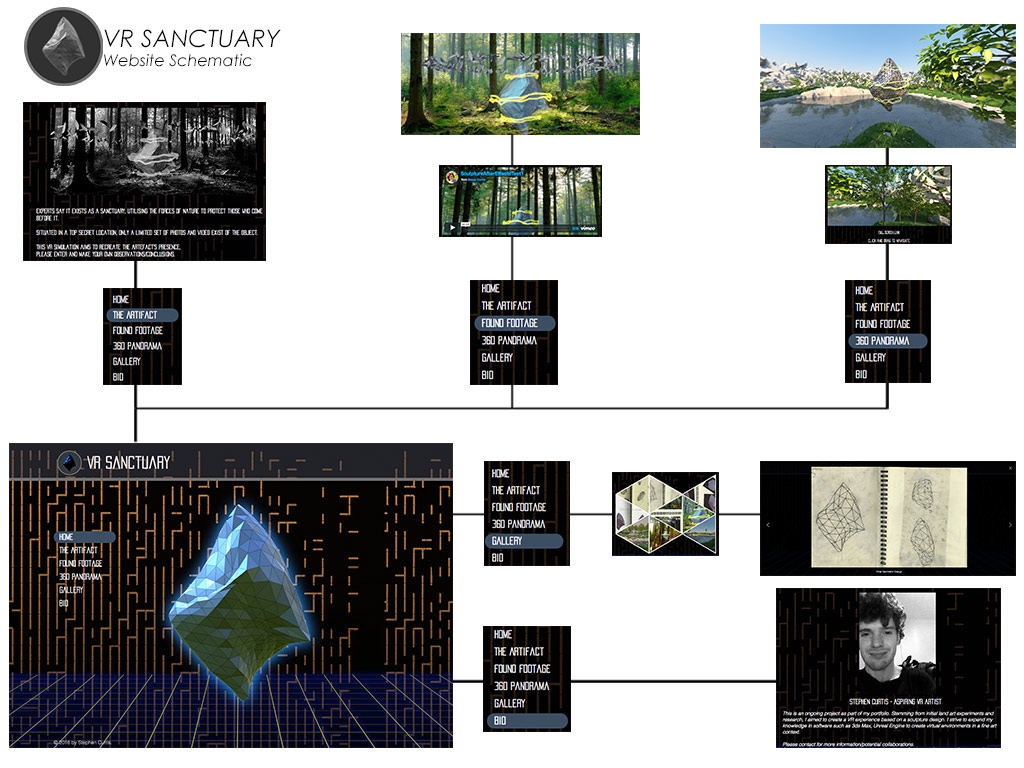 VR SANCTUARY
Website Schematic
EXPERTS SAY IT EXISTS AS A SANCTUARY, UTILISING THE FORCES OF NATURE TO PROTECT THOSE WHO COME
BEFORE IT.
SITUATED IN A TOP SECRET LOCATION, ONLY A LIMITED SET OF PHOTOS AND VIDEO EXIST OF THE OBJECT.
THIS VR SIMULATION AIMS TO RECREATE THE ARTEFACT'S PRESENCE.
PLEASE ENTER AND MAKE YOUR OWN OBSERVATIONS/CONCLUSIONS.
HOME
THE ARTIFACT
FOUND FOOTAGE
360 PANORAMA
GALLERY
BIO
SculptureAfterEffectsTest1
vimeo
HOME
THE ARTIFACT
FOUND FOOTAGE
360 PANORAMA
GALLERY
BIO
CLICK AND DRAG TO NAVIGATE
HOME
THE ARTIFACT
FOUND FOOTAGE
360 PANORAMA
GALLERY
BIO
VR SANCTUARY
HOME
THE ARTIFACT
FOUND FOOTAGE
360 PANORAMA
GALLERY
BIO
© 2016 by Stephen Curtis
HOME
THE ARTIFACT
FOUND FOOTAGE
360 PANORAMA
GALLERY
BIO
HOME
THE ARTIFACT
FOUND FOOTAGE
360 PANORAMA
GALLERY
BIO
STEPHEN CURTIS - ASPIRING VR ARTIST
This is an ongoing project as part of my portfolio. Stemming from initial land art experiments and
research, I aimed to create a VR experience based on a sculpture design. I strive to expand my
knowledge in software such as 3ds Max, Unreal Engine to create virtual environments in a fine art
context.
Please contact for more information/potential collaborations.